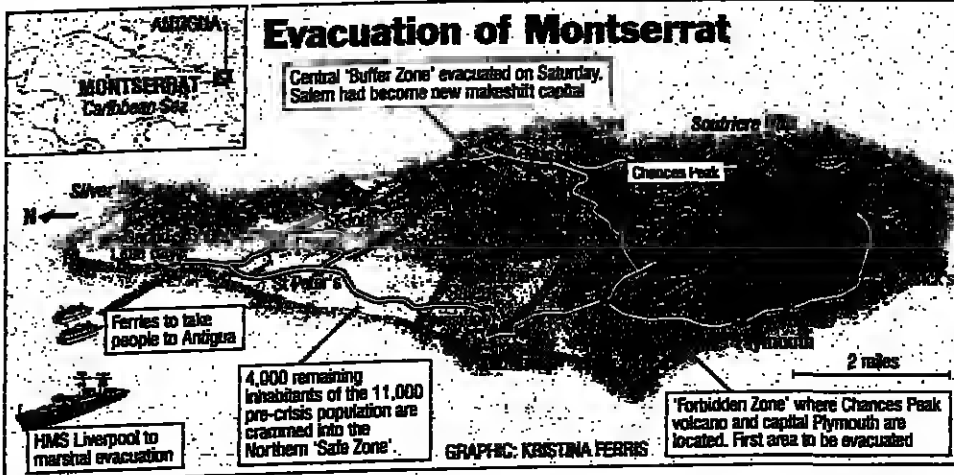 Evacuation of Montserrat
ANTIGUA
MONTSERRAT
Caribbean Sea
Central 'Buffer Zone' evacuated on Saturday.
Salem had become new makeshift capital
Chances Peak
Silver
N
St Peter's
Ferries to take
people to Antigua
2 miles
4,000 remaining
inhabitants of the 11,000
pre-crisis population are
crammed into the
Northern 'Safe Zone'.
'Forbidden Zone' where Chances Peak
volcano and capital Plymouth are
located. First area to be evacuated
HMS Liverpool to
marshal evacuation
GRAPHIC: KRISTINA FERRIS